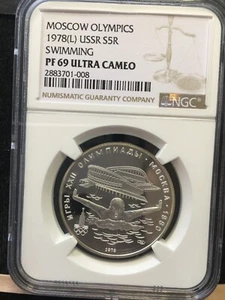 MOSCOW OLYMPICS
1978(L) USSR S5R
SWIMMING
PF 69 ULTRA CAMEO
2883701-008
NUMISMATIC GUARANTY COMPANY
NGC
ИГРЫ XXII ОЛИМПИАДЫ · МОСКВА · 1980
1978